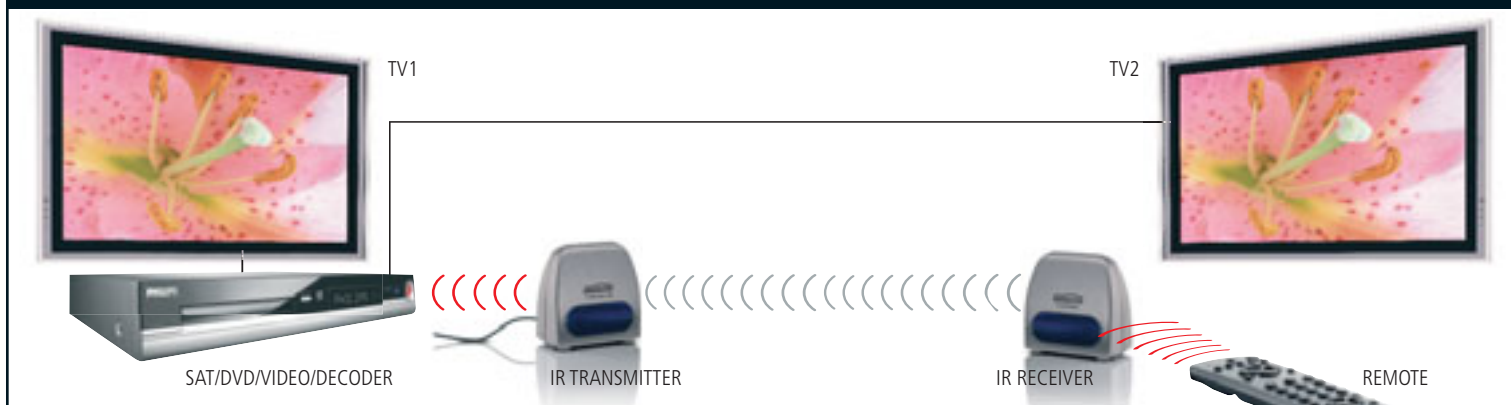 TV1
TV2
SAT/DVD/VIDEO/DECODER
IR TRANSMITTER
IR RECEIVER
REMOTE